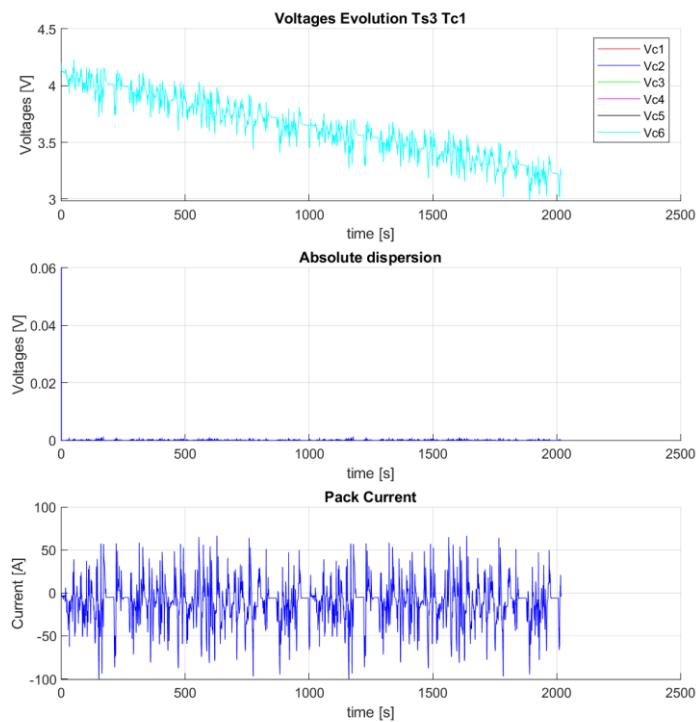 Voltages Evolution Ts3 Tc1
4.5
4
3.5
3
Voltages [V]
Vc1
Vc2
Vc3
Vc4
Vc5
Vc6
0 500 1000 1500 2000 2500
time [s]
Absolute dispersion
0.06
0.04
0.02
0
Voltages [V]
0 500 1000 1500 2000 2500
time [s]
Pack Current
100
50
0
-50
-100
Current [A]
0 500 1000 1500 2000 2500
time [s]